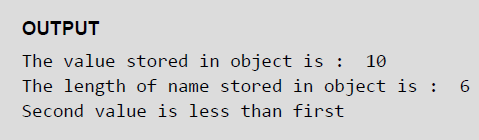 OUTPUT
The value stored in object is :  10
The length of name stored in object is :  6
Second value is less than first